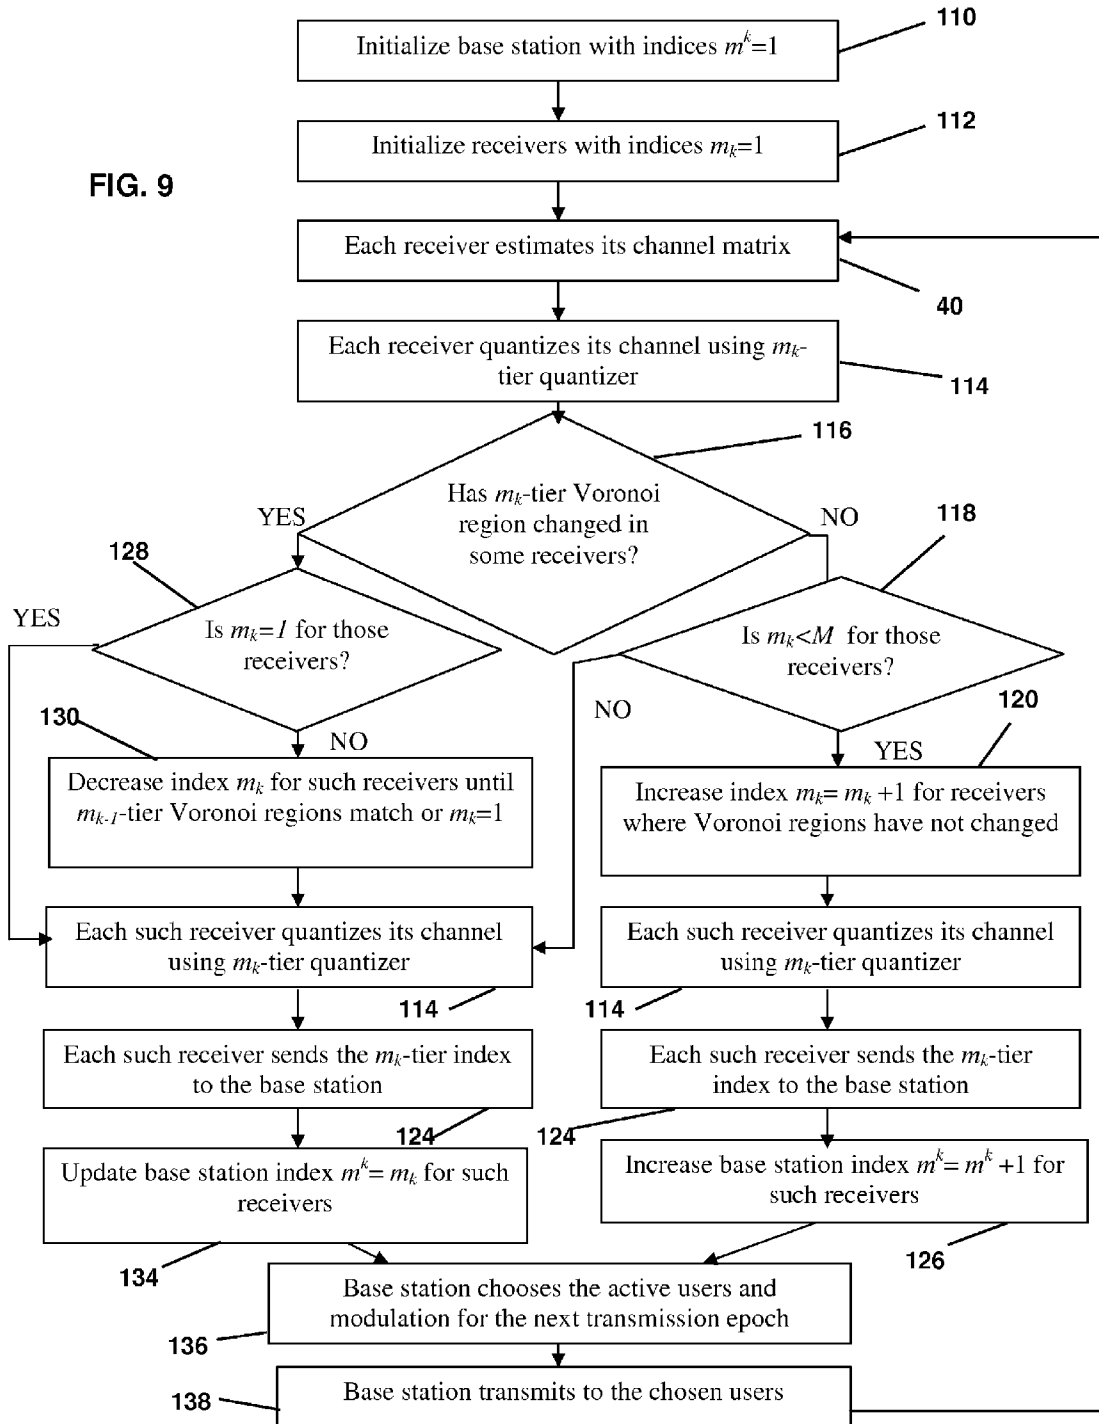 Initialize base station with indices m^k=1
110
Initialize receivers with indices m_k=1
112
FIG. 9
Each receiver estimates its channel matrix
40
Each receiver quantizes its channel using m_k-
tier quantizer
114
116
Has m_k-tier Voronoi
region changed in
some receivers?
YES
NO
128
118
YES
Is m_k=1 for those
receivers?
Is m_k<M for those
receivers?
130
NO
NO
YES
120
Decrease index m_k for such receivers until
m_{k-1}-tier Voronoi regions match or m_k=1
Increase index m_k= m_k +1 for receivers
where Voronoi regions have not changed
Each such receiver quantizes its channel
using m_k-tier quantizer
114
Each such receiver quantizes its channel
using m_k-tier quantizer
114
Each such receiver sends the m_k-tier index
to the base station
124
Each such receiver sends the m_k-tier
index to the base station
124
Update base station index m^k= m_k for such
receivers
134
Increase base station index m^k= m^k +1 for
such receivers
126
Base station chooses the active users and
modulation for the next transmission epoch
136
Base station transmits to the chosen users
138